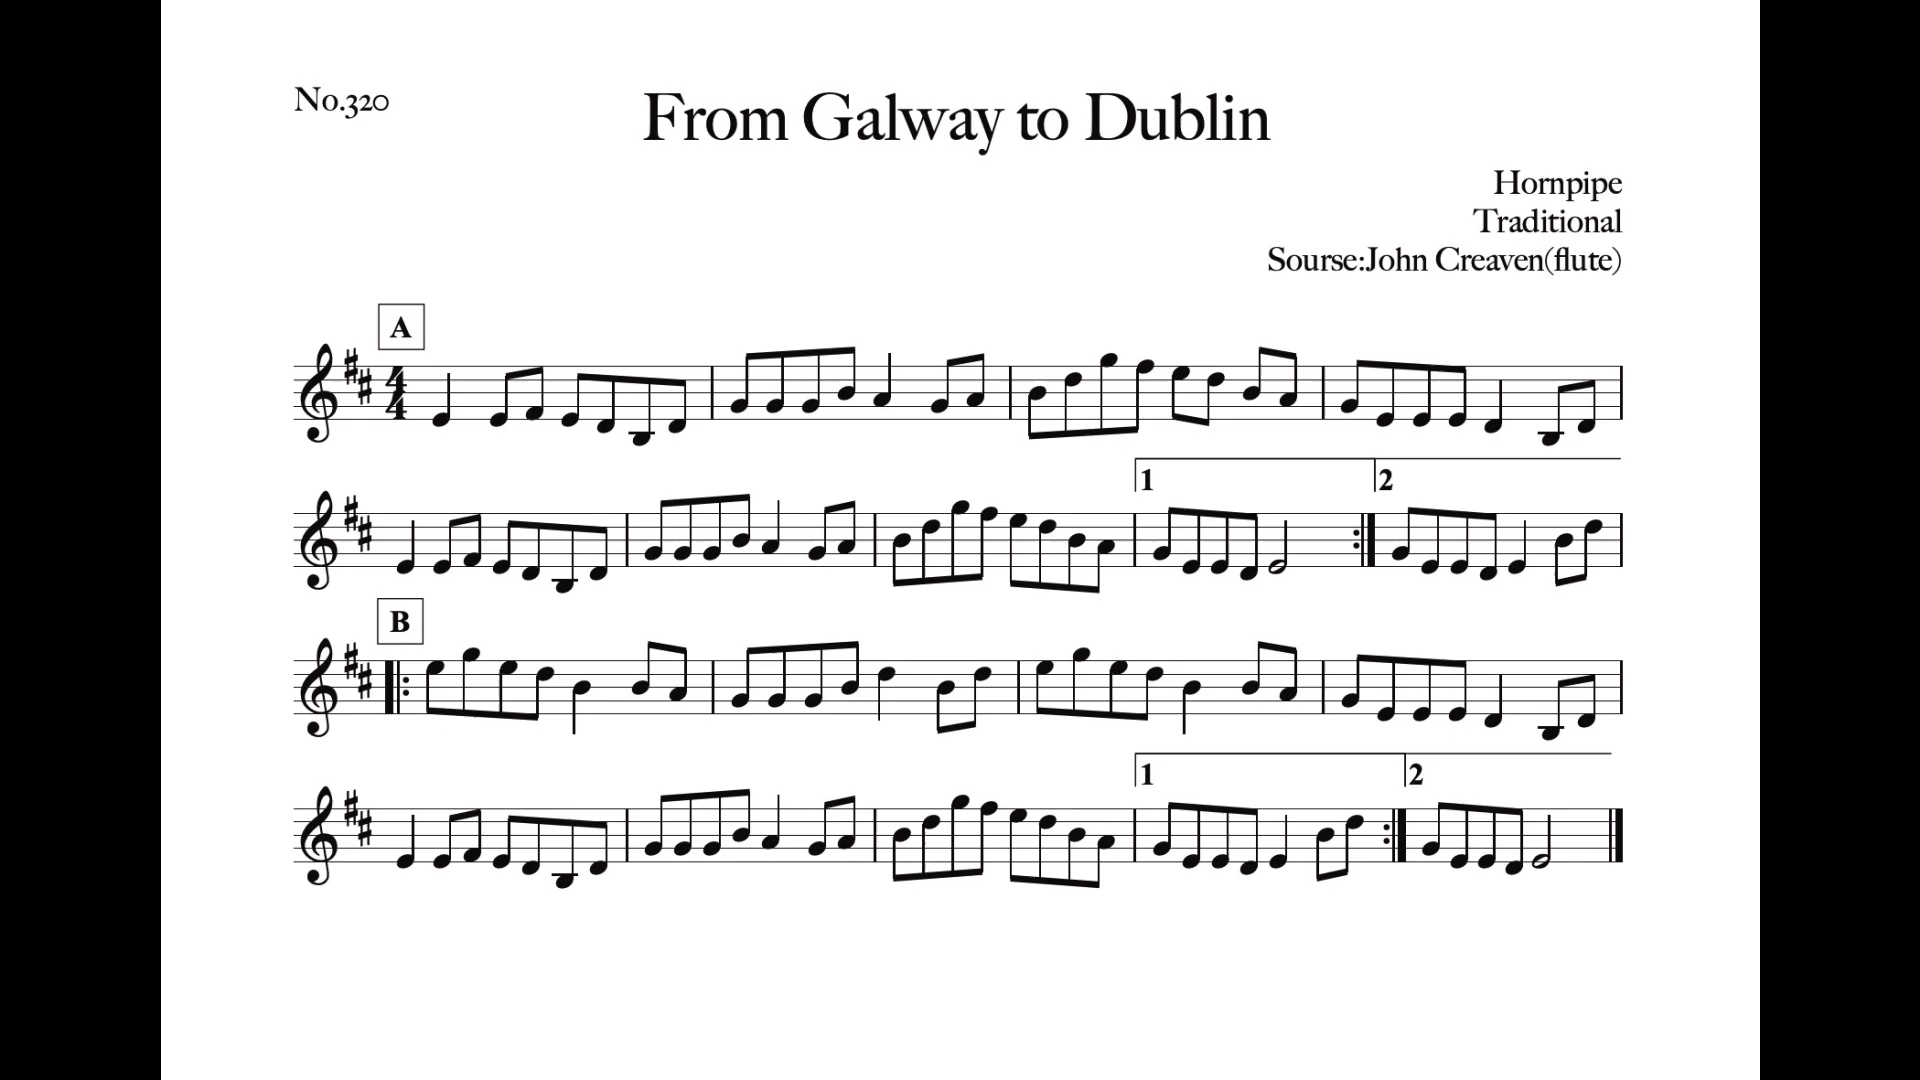 No.320
From Galway to Dublin
Hornpipe
Traditional
Sourse:John Creaven(flute)
A
4
4
1
2
B
1
2